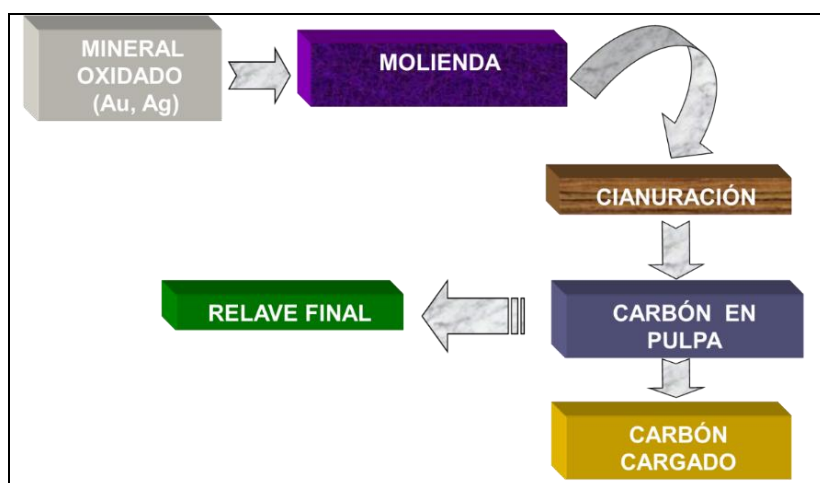 MINERAL
OXIDADO
(Au, Ag)
MOLIENDA
CIANURACIÓN
CARBÓN EN
PULPA
RELAVE FINAL
CARBÓN
CARGADO